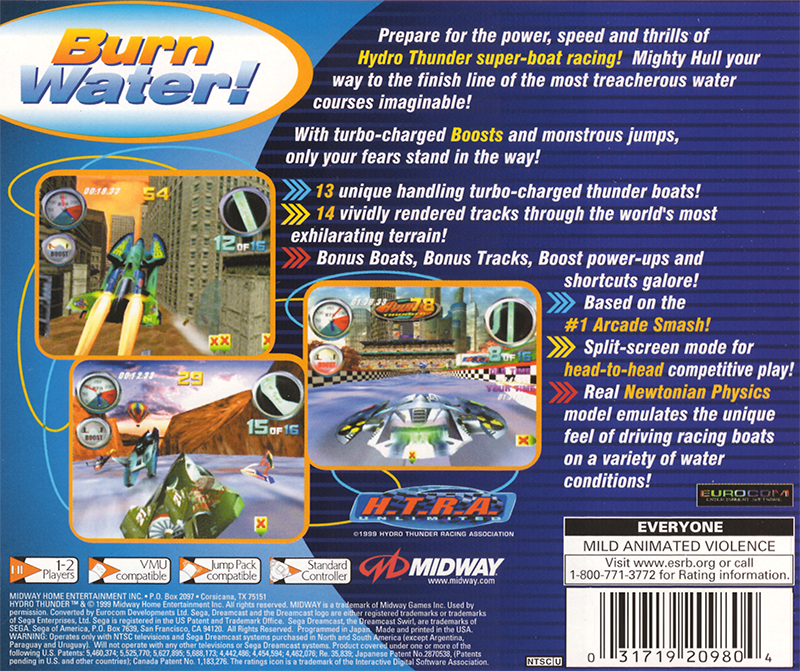 Burn
Water!
Prepare for the power, speed and thrills of
Hydro Thunder super-boat racing! Mighty Hull your
way to the finish line of the most treacherous water
courses imaginable!
With turbo-charged Boosts and monstrous jumps,
only your fears stand in the way!
13 unique handling turbo-charged thunder boats!
14 vividly rendered tracks through the world's most
exhilarating terrain!
Bonus Boats, Bonus Tracks, Boost power-ups and
shortcuts galore!
Based on the
#1 Arcade Smash!
Split-screen mode for
head-to-head competitive play!
Real Newtonian Physics
model emulates the unique
feel of driving racing boats
on a variety of water
conditions!
00:18.33
54
12 OF 16
BOOST
XX
X
01:38.33
78
HYDRO
THUNDER
8 OF 16
BOOST
YOUR TIME
X
00:12.33
29
15 OF 16
BOOST
X
H.T.R.A.
UNLIMITED
©1999 HYDRO THUNDER RACING ASSOCIATION
EUROCOM
EVERYONE
MILD ANIMATED VIOLENCE
Visit www.esrb.org or call
1-800-771-3772 for Rating information.
1-2
Players
VMU
compatible
Jump Pack
compatible
Standard
Controller
MIDWAY
www.midway.com
MIDWAY HOME ENTERTAINMENT INC. • P.O. Box 2097 • Corsicana, TX 75151
HYDRO THUNDER™ & © 1999 Midway Home Entertainment Inc. All rights reserved. MIDWAY is a trademark of Midway Games Inc. Used by
permission. Converted by Eurocom Developments Ltd. Sega, Dreamcast and the Dreamcast logo are either registered trademarks or trademarks
of Sega Enterprises, Ltd. Sega is registered in the US Patent and Trademark Office. Sega Dreamcast, the Dreamcast Swirl, are trademarks of
SEGA. Sega of America, P.O. Box 7639, San Francisco, CA 94120. All Rights Reserved. Programmed in Japan. Made and printed in the USA.
WARNING: Operates only with NTSC televisions and Sega Dreamcast systems purchased in North and South America (except Argentina,
Paraguay and Uruguay). Will not operate with any other televisions or Sega Dreamcast systems. Product covered under one or more of the
following U.S. Patents: 5,460,374; 5,525,770; 5,627,895; 5,688,173; 4,442,486; 4,454,594; 4,462,076; Re. 35,839; Japanese Patent No. 2870538, (Patents
pending in U.S. and other countries); Canada Patent No. 1,183,276. The ratings icon is a trademark of the Interactive Digital Software Association.
NTSC U
0 31719 20980 4